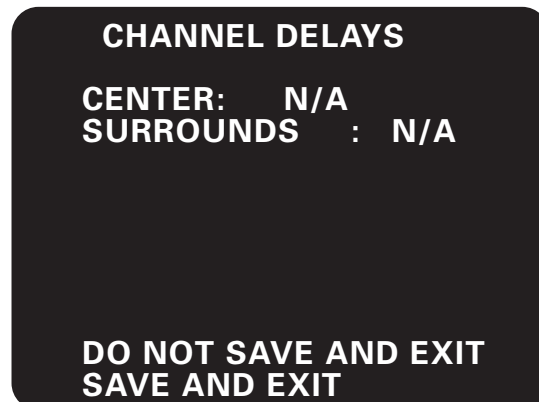 CHANNEL DELAYS
CENTER: N/A
SURROUNDS : N/A
DO NOT SAVE AND EXIT
SAVE AND EXIT